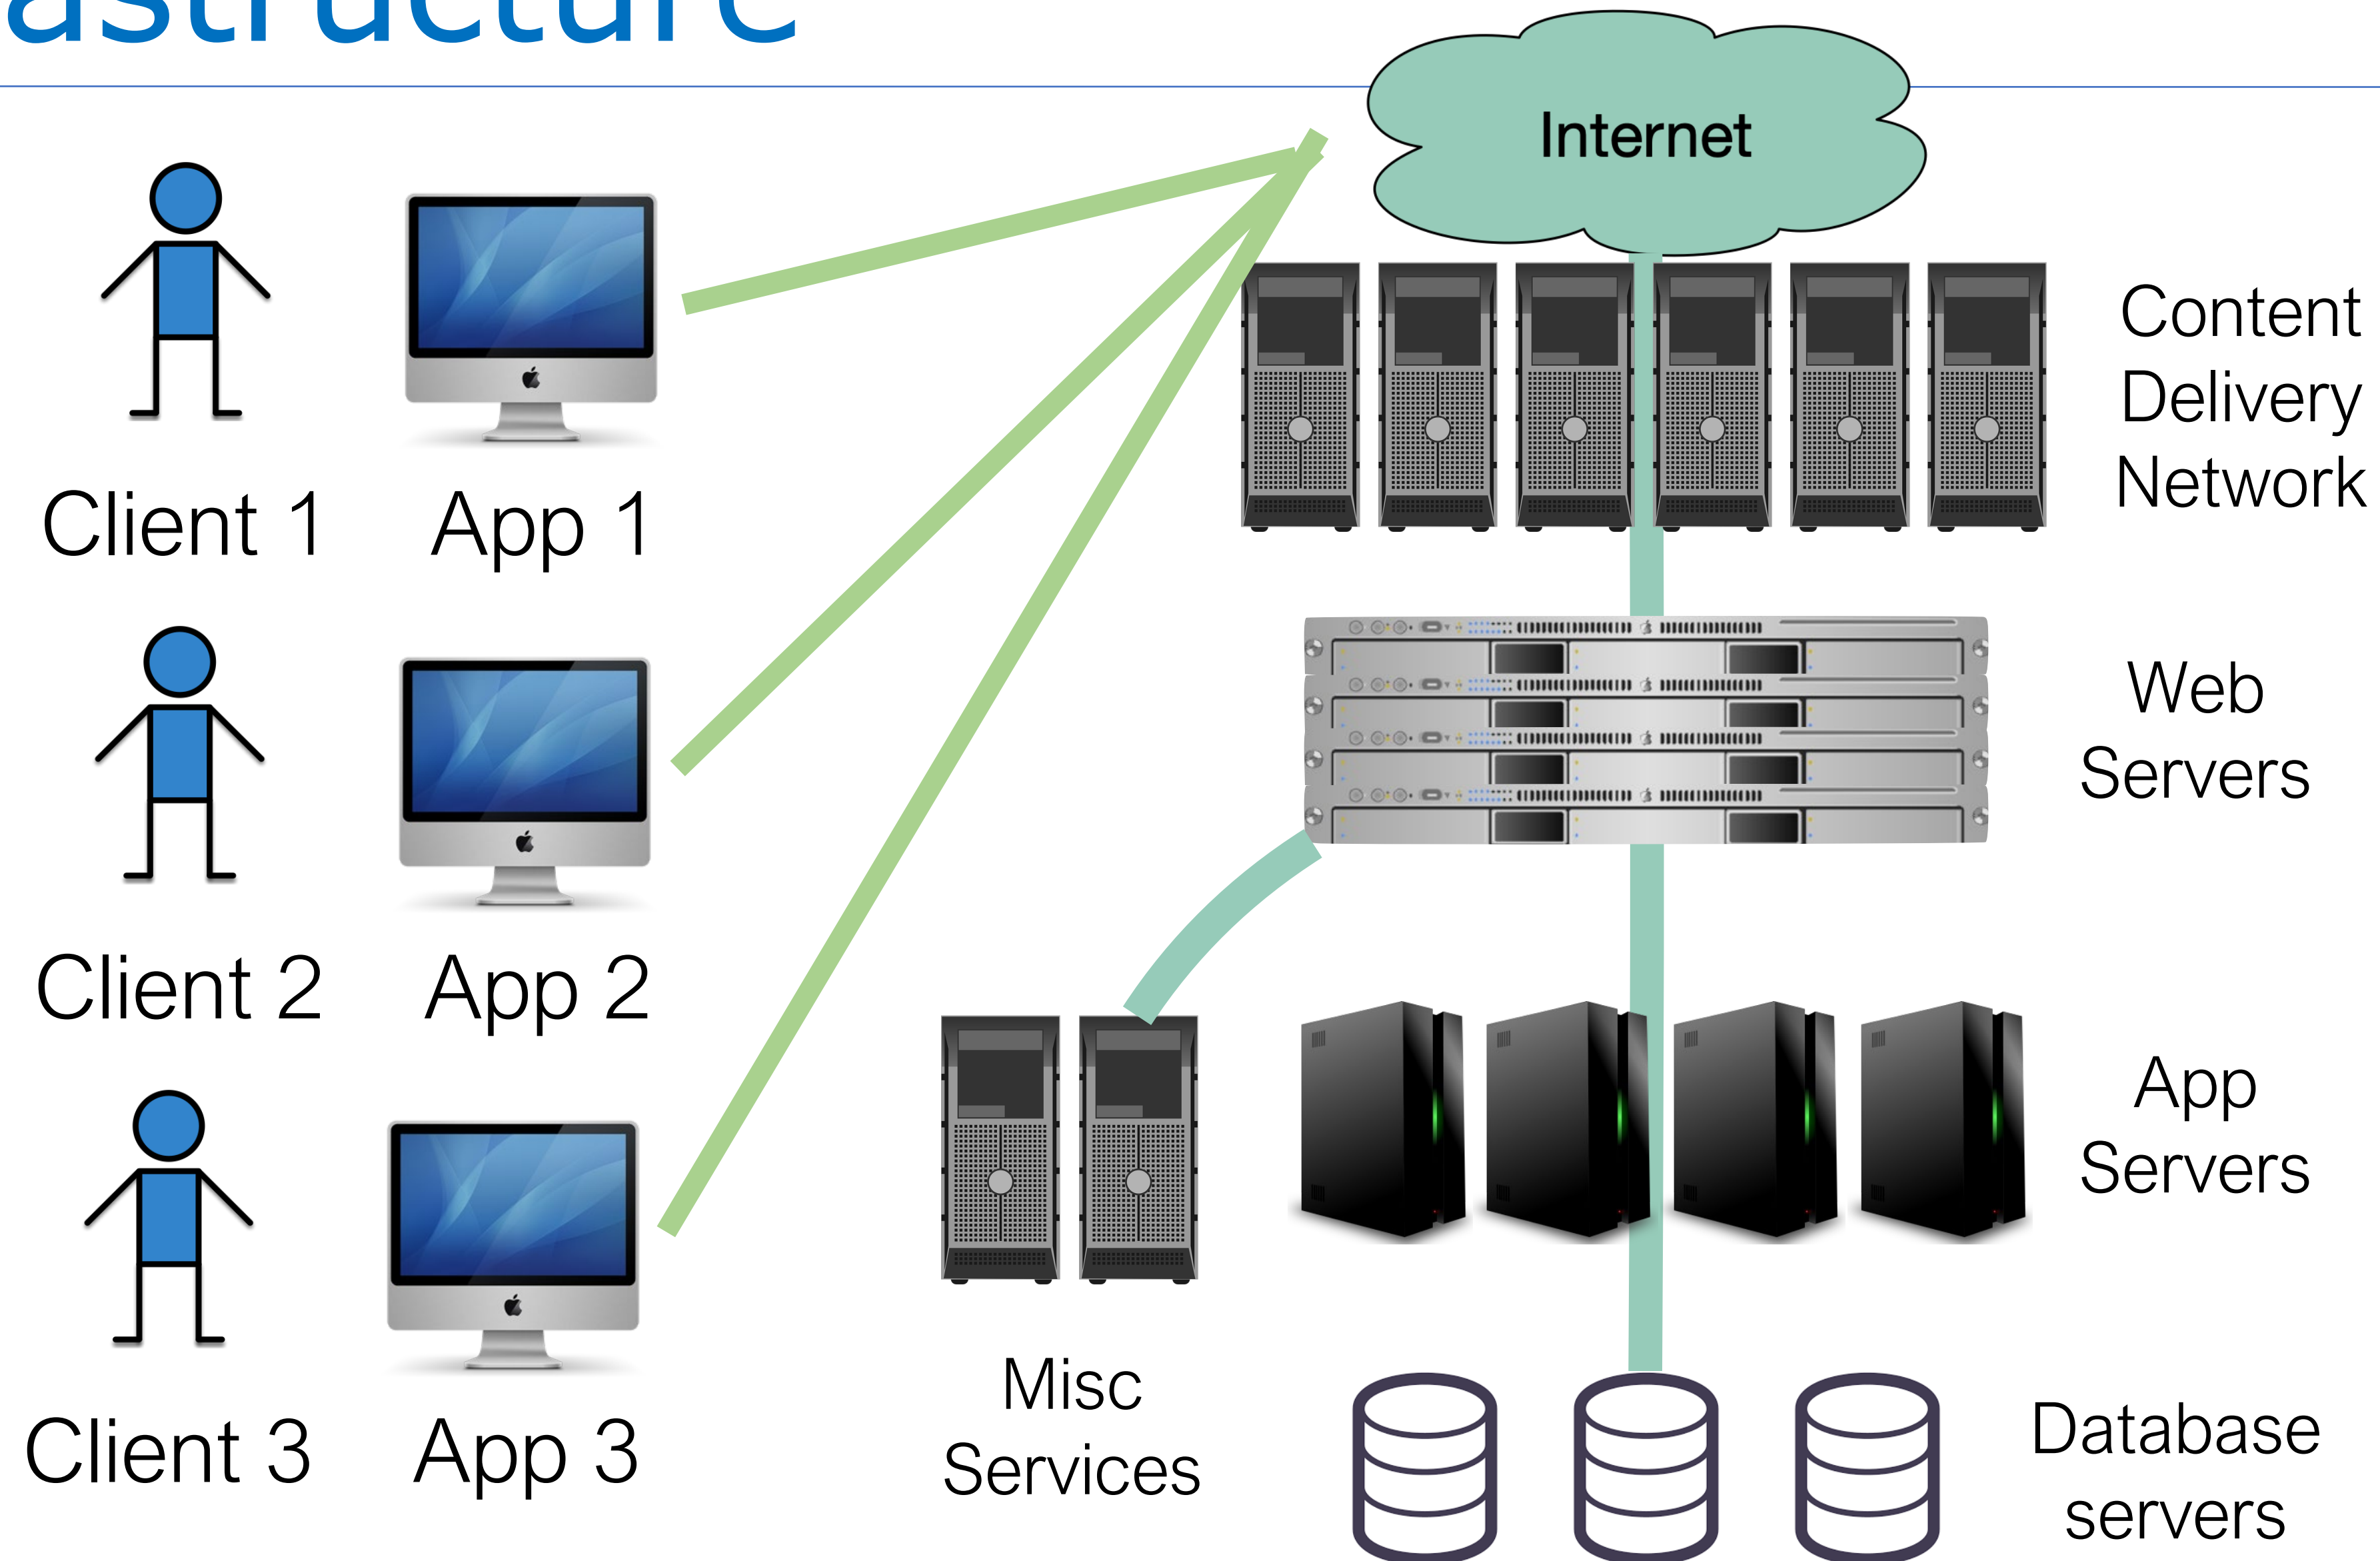 astructure
Internet
Client 1
App 1
Content
Delivery
Network
Client 2
App 2
Web
Servers
Client 3
App 3
Misc
Services
App
Servers
Database
servers